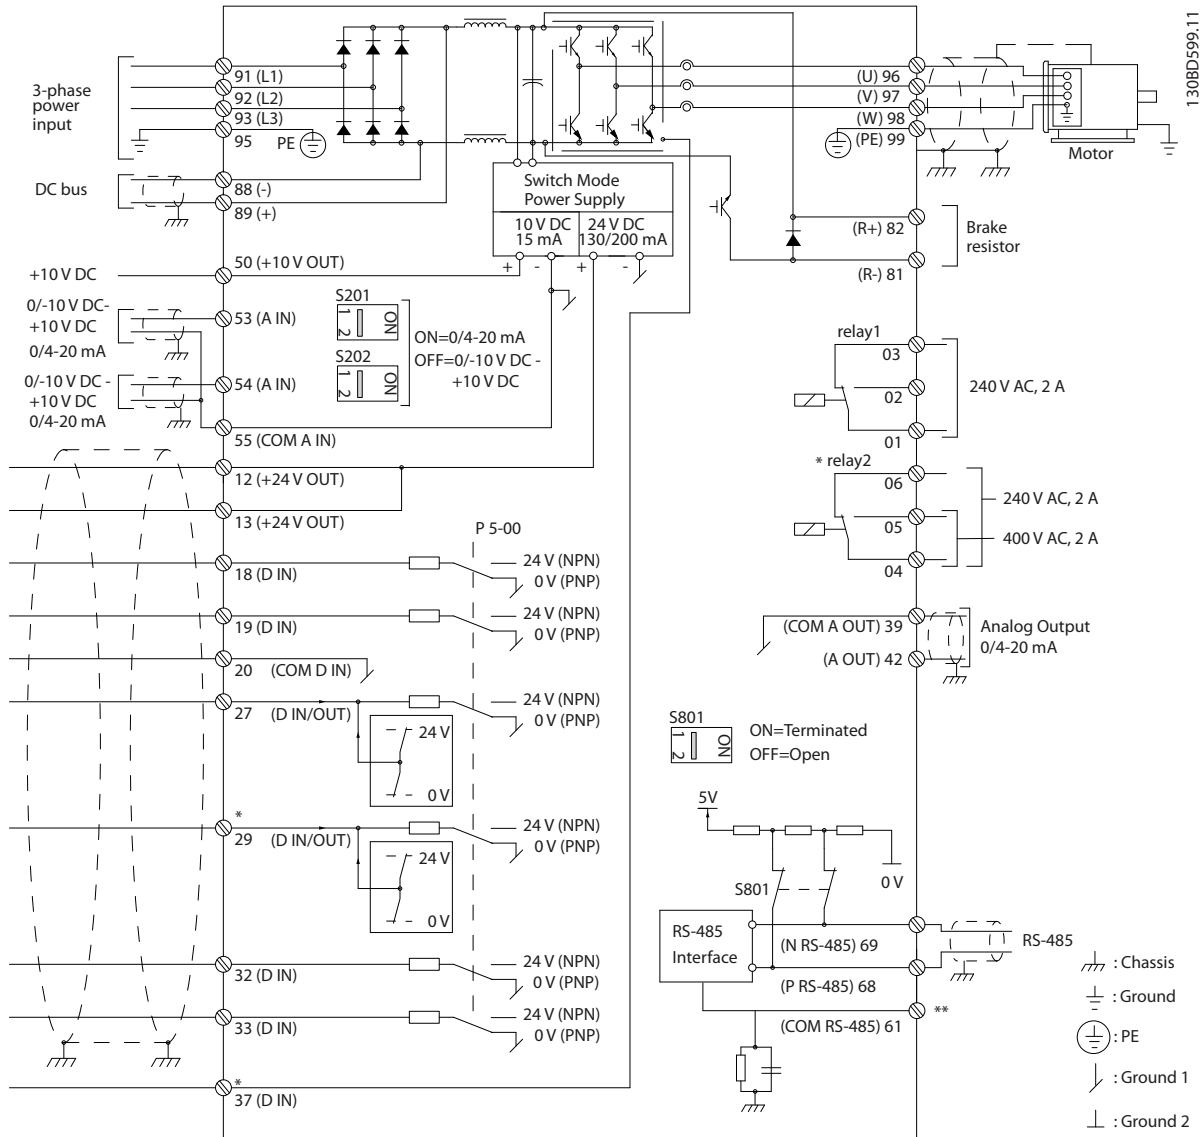 130BD599.11
3-phase
power
input
91 (L1)
92 (L2)
93 (L3)
95
PE
DC bus
88 (-)
89 (+)
Switch Mode
Power Supply
10 V DC
15 mA
24 V DC
130/200 mA
+ - + -
(U) 96
(V) 97
(W) 98
(PE) 99
Motor
(R+) 82
(R-) 81
Brake
resistor
+10 V DC
50 (+10 V OUT)
0/-10 V DC-
+10 V DC
0/4-20 mA
53 (A IN)
0/-10 V DC -
+10 V DC
0/4-20 mA
54 (A IN)
55 (COM A IN)
S201
1 2
ON
S202
1 2
ON
ON=0/4-20 mA
OFF=0/-10 V DC -
+10 V DC
relay1
03
02
01
240 V AC, 2 A
* relay2
06
05
04
240 V AC, 2 A
400 V AC, 2 A
12 (+24 V OUT)
13 (+24 V OUT)
P 5-00
18 (D IN)
24 V (NPN)
0 V (PNP)
19 (D IN)
24 V (NPN)
0 V (PNP)
20 (COM D IN)
27 (D IN/OUT)
24 V (NPN)
0 V (PNP)
24 V
0 V
*
29 (D IN/OUT)
24 V (NPN)
0 V (PNP)
24 V
0 V
32 (D IN)
24 V (NPN)
0 V (PNP)
33 (D IN)
24 V (NPN)
0 V (PNP)
*
37 (D IN)
(COM A OUT) 39
(A OUT) 42
Analog Output
0/4-20 mA
S801
1 2
ON
ON=Terminated
OFF=Open
5V
0 V
S801
RS-485
Interface
(N RS-485) 69
(P RS-485) 68
(COM RS-485) 61
RS-485
**
: Chassis
: Ground
: PE
: Ground 1
: Ground 2